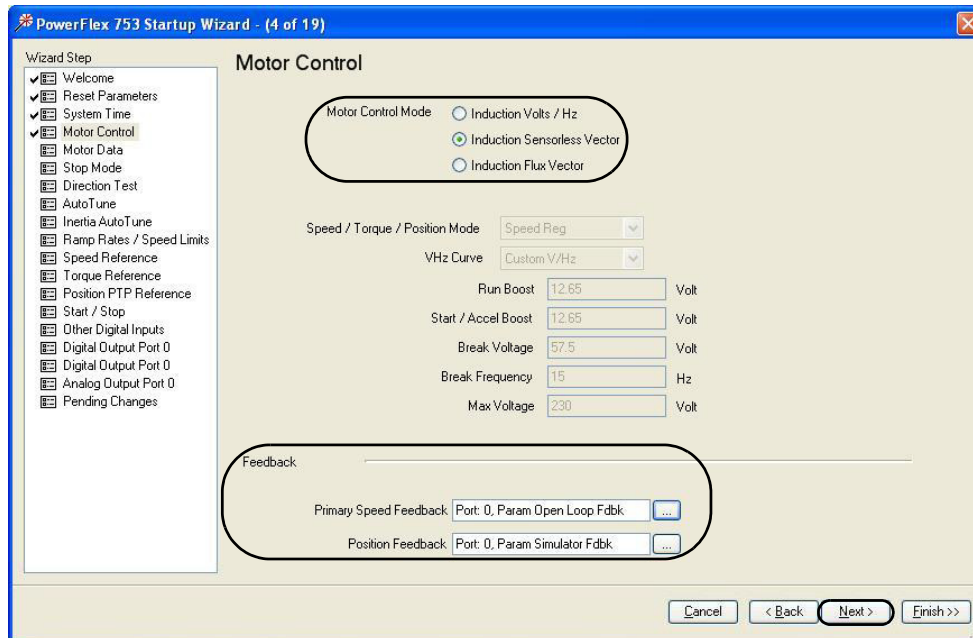 PowerFlex 753 Startup Wizard - (4 of 19)
Wizard Step
Welcome
Reset Parameters
System Time
Motor Control
Motor Data
Stop Mode
Direction Test
AutoTune
Inertia AutoTune
Ramp Rates / Speed Limits
Speed Reference
Torque Reference
Position PTP Reference
Start / Stop
Other Digital Inputs
Digital Output Port 0
Digital Output Port 0
Analog Output Port 0
Pending Changes
Motor Control
Motor Control Mode
Induction Volts / Hz
Induction Sensorless Vector
Induction Flux Vector
Speed / Torque / Position Mode Speed Reg
VHz Curve Custom V/Hz
Run Boost 12.65 Volt
Start / Accel Boost 12.65 Volt
Break Voltage 57.5 Volt
Break Frequency 15 Hz
Max Voltage 230 Volt
Feedback
Primary Speed Feedback Port: 0, Param Open Loop Fdbk ...
Position Feedback Port: 0, Param Simulator Fdbk ...
Cancel < Back Next > Finish >>